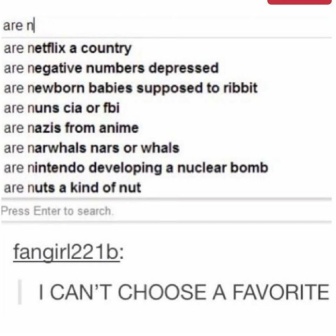 are n
are netflix a country
are negative numbers depressed
are newborn babies supposed to ribbit
are nuns cia or fbi
are nazis from anime
are narwhals nars or whals
are nintendo developing a nuclear bomb
are nuts a kind of nut
Press Enter to search.
fangirl221b:
I CAN'T CHOOSE A FAVORITE